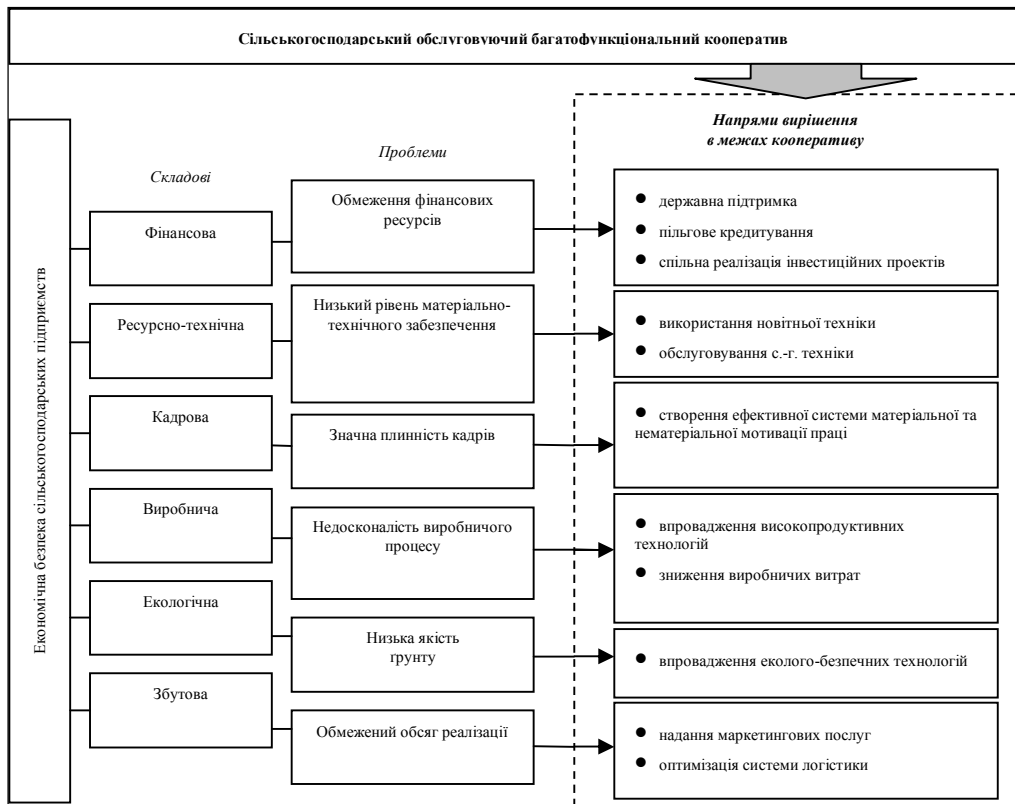 Сільськогосподарський обслуговуючий багатофункціональний кооператив
Напрями вирішення
в межах кооперативу
Проблеми
Складові
Економічна безпека сільськогосподарських підприємств
Фінансова
Обмеження фінансових
ресурсів
● державна підтримка
● пільгове кредитування
● спільна реалізація інвестиційних проектів
Ресурсно-технічна
Низький рівень матеріально-
технічного забезпечення
● використання новітньої техніки
● обслуговування с.-г. техніки
Кадрова
Значна плинність кадрів
● створення ефективної системи матеріальної та
нематеріальної мотивації праці
Виробнича
Недосконалість виробничого
процесу
● впровадження високопродуктивних
технологій
● зниження виробничих витрат
Екологічна
Низька якість
ґрунту
● впровадження еколого-безпечних технологій
Збутова
Обмежений обсяг реалізації
● надання маркетингових послуг
● оптимізація системи логістики